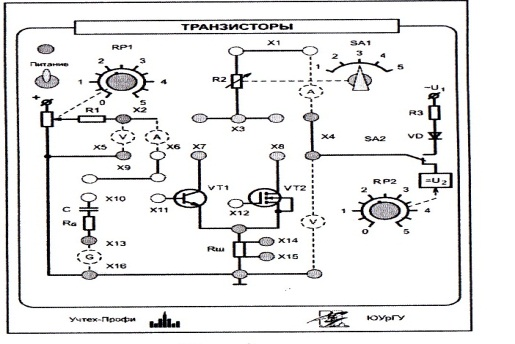 ТРАНЗИСТОРЫ
RP1
X1
SA1
Питание
0 1 2 3 4 5
R2
1 2 3 4 5
A
~U1
+
R1
X2
X3
X4
R3
V
A
X5
X6
SA2
VD
X9
X7
X8
=U2
X10
VT1
VT2
RP2
X11
X12
C
V
0 1 2 3 4 5
X13
Rш
X14
X15
G
X16
Учтех-Профи
ЮУрГУ